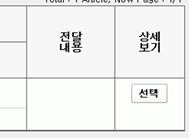 Total : 1 Article, Now Page : 1 / 1
전달 상세
내용 보기
선택